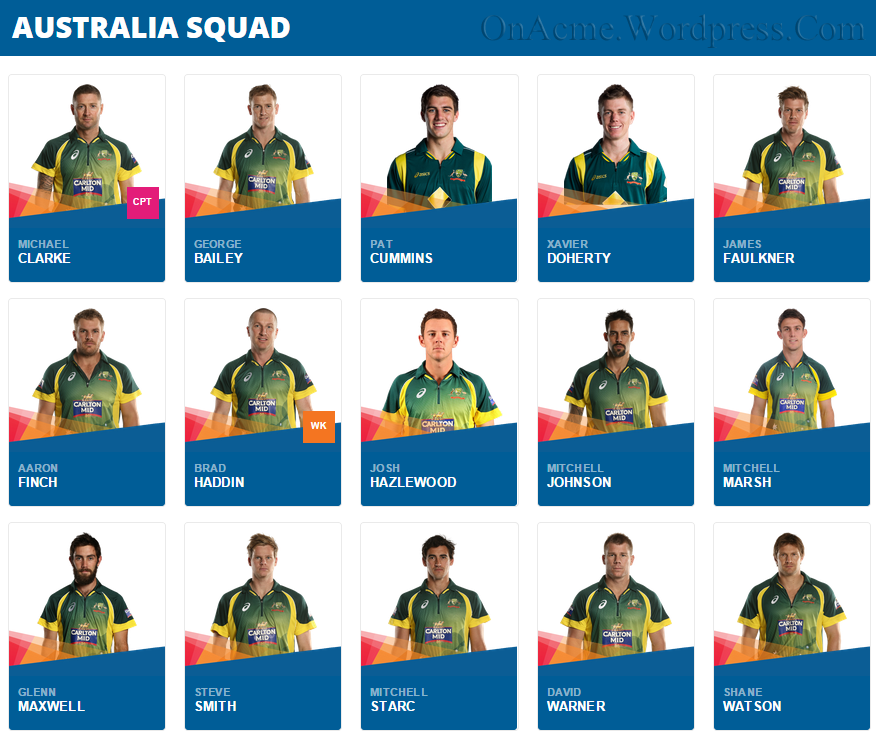 AUSTRALIA SQUAD
OnAcme.Wordpress.Com
CARLTON
MID
CPT
MICHAEL
CLARKE
CARLTON
MID
GEORGE
BAILEY
PAT
CUMMINS
XAVIER
DOHERTY
CARLTON
MID
JAMES
FAULKNER
CARLTON
MID
AARON
FINCH
CARLTON
MID
WK
BRAD
HADDIN
CARLTON
MID
JOSH
HAZLEWOOD
CARLTON
MID
MITCHELL
JOHNSON
CARLTON
MID
MITCHELL
MARSH
CARLTON
MID
GLENN
MAXWELL
CARLTON
MID
STEVE
SMITH
CARLTON
MID
MITCHELL
STARC
CARLTON
MID
DAVID
WARNER
CARLTON
MID
SHANE
WATSON